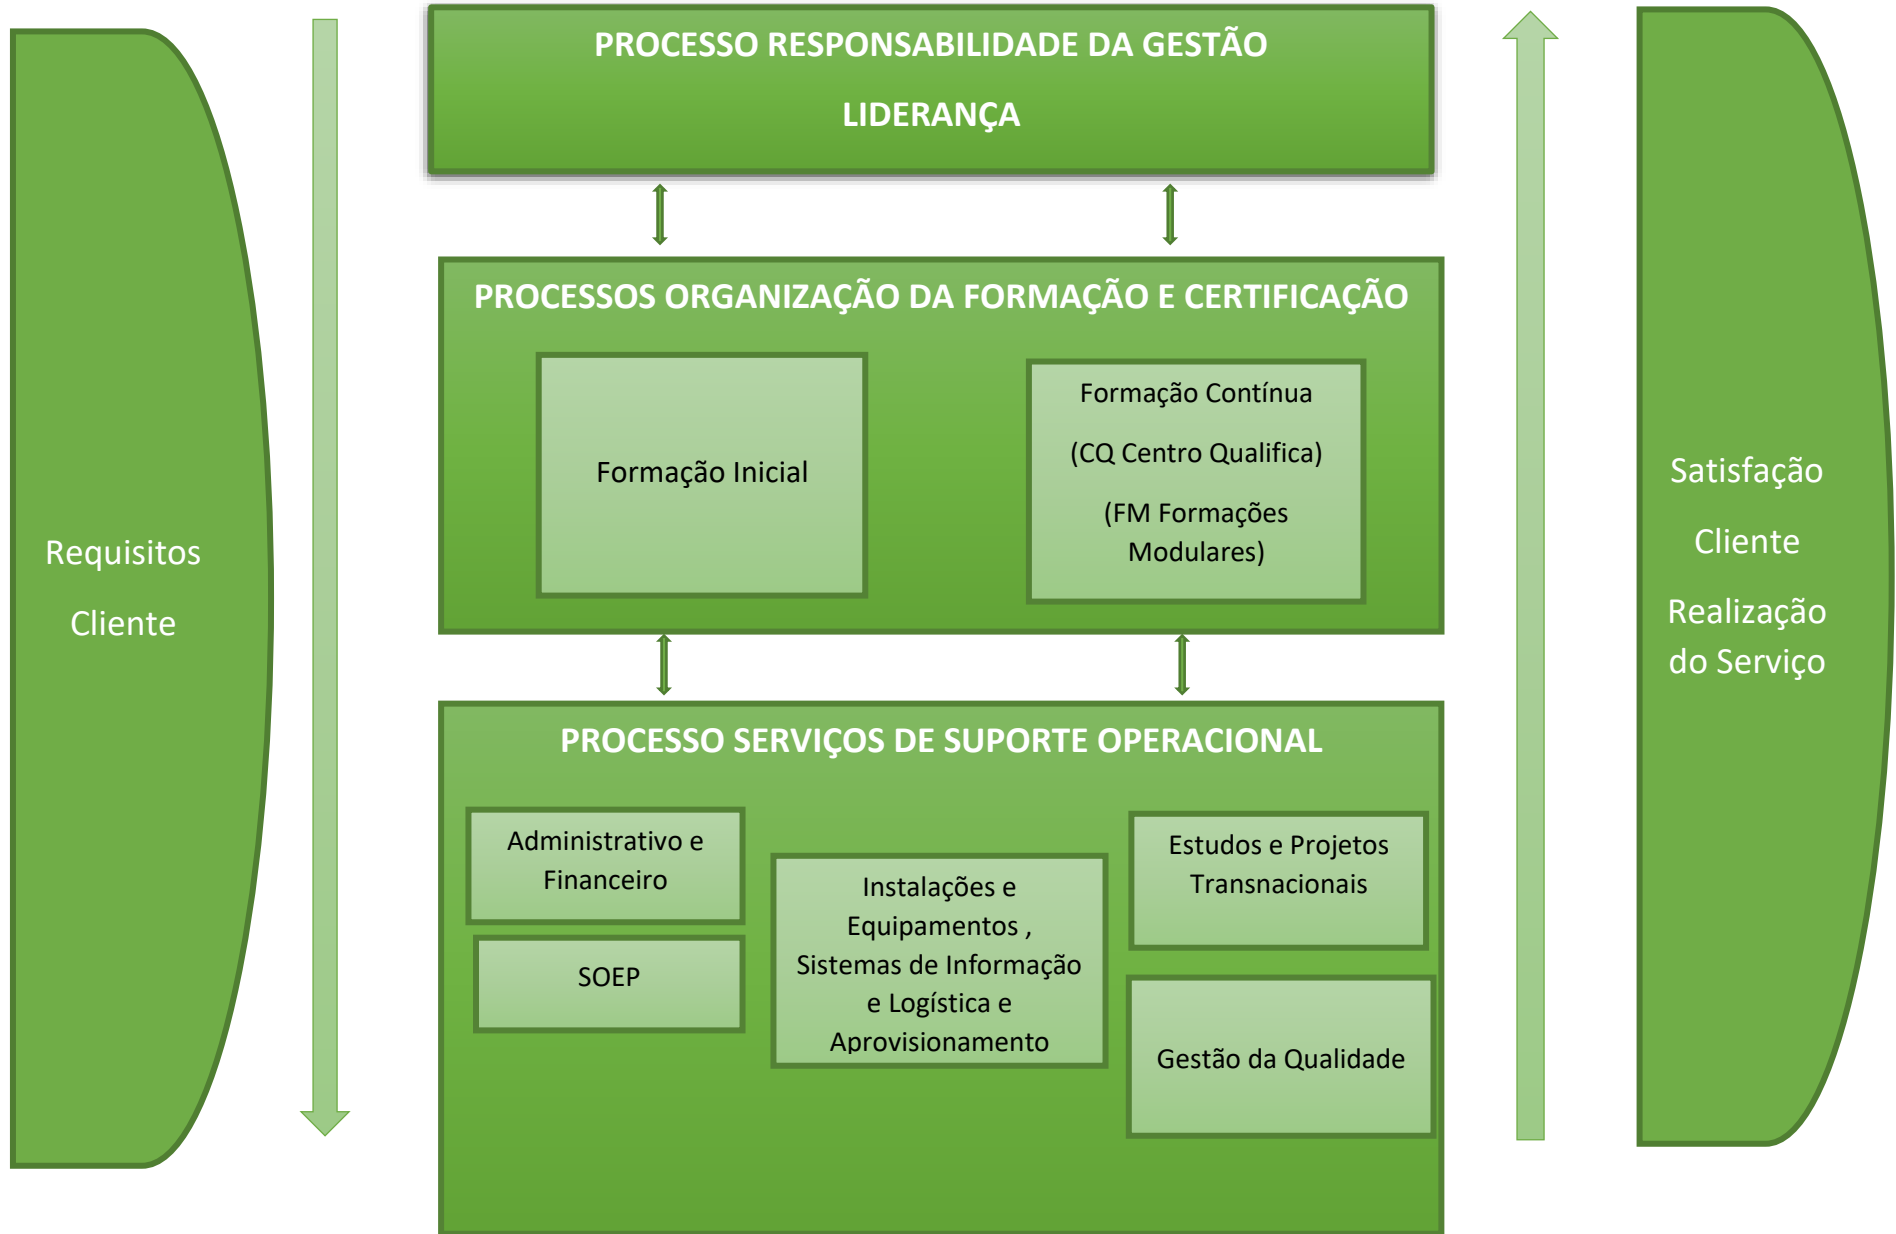 Requisitos
Cliente
PROCESSO RESPONSABILIDADE DA GESTÃO
LIDERANÇA
PROCESSOS ORGANIZAÇÃO DA FORMAÇÃO E CERTIFICAÇÃO
Formação Inicial
Formação Contínua
(CQ Centro Qualifica)
(FM Formações
Modulares)
PROCESSO SERVIÇOS DE SUPORTE OPERACIONAL
Administrativo e
Financeiro
SOEP
Instalações e
Equipamentos ,
Sistemas de Informação
e Logística e
Aprovisionamento
Estudos e Projetos
Transnacionais
Gestão da Qualidade
Satisfação
Cliente
Realização
do Serviço